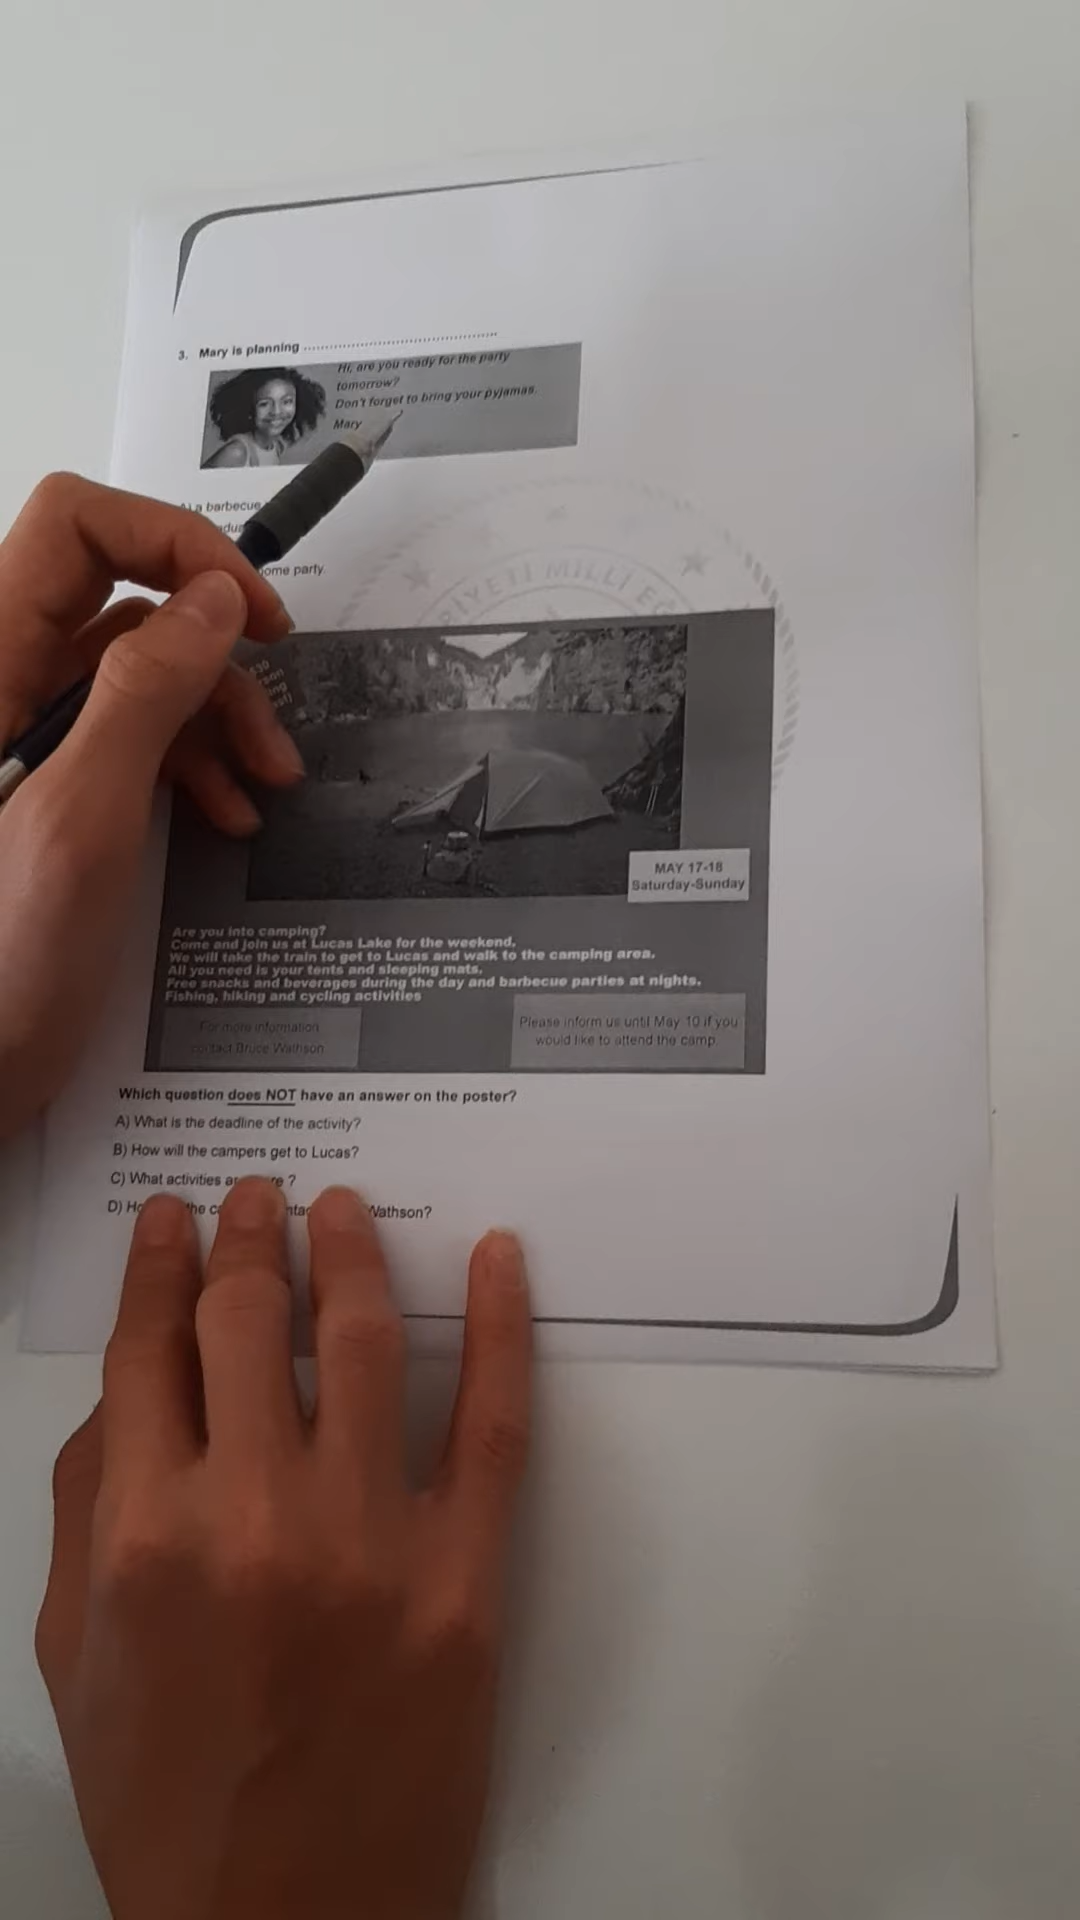 3. Mary is planning ..........................................
Hi, are you ready for the party
tomorrow?
Don't forget to bring your pyjamas.
Mary
a barbecue
ome party.
MİLLİ
MAY 17-18
Saturday-Sunday
Are you into camping?
Come and join us at Lucas Lake for the weekend.
We will take the train to get to Lucas and walk to the camping area.
All you need is your tents and sleeping mats.
Free snacks and beverages during the day and barbecue parties at nights.
Fishing, hiking and cycling activities
For more information
contact Bruce Wathson
Please inform us until May 10 if you
would like to attend the camp.
Which question does NOT have an answer on the poster?
A) What is the deadline of the activity?
B) How will the campers get to Lucas?
C) What activities a re ?
D) Ho the ca nta Wathson?